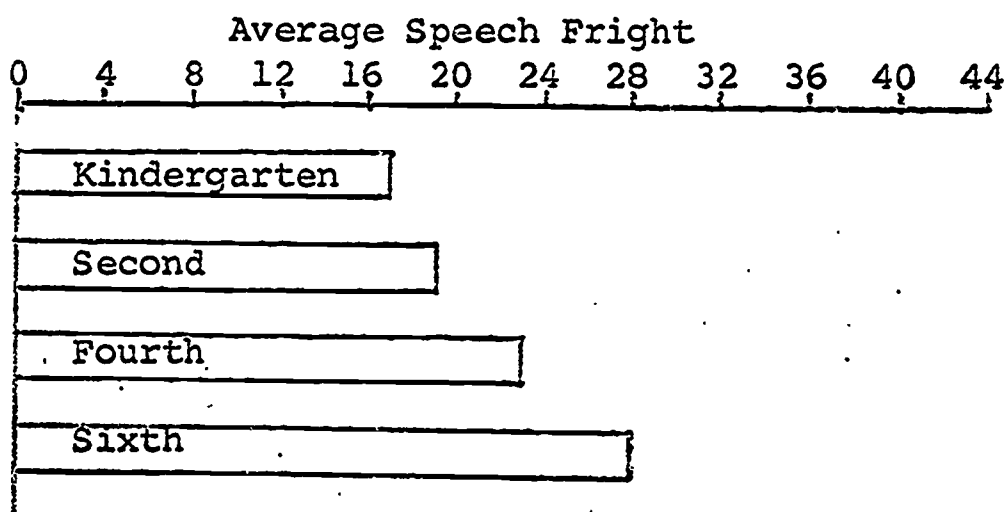 Average Speech Fright
0 4 8 12 16 20 24 28 32 36 40 44
Kindergarten
Second
Fourth
Sixth